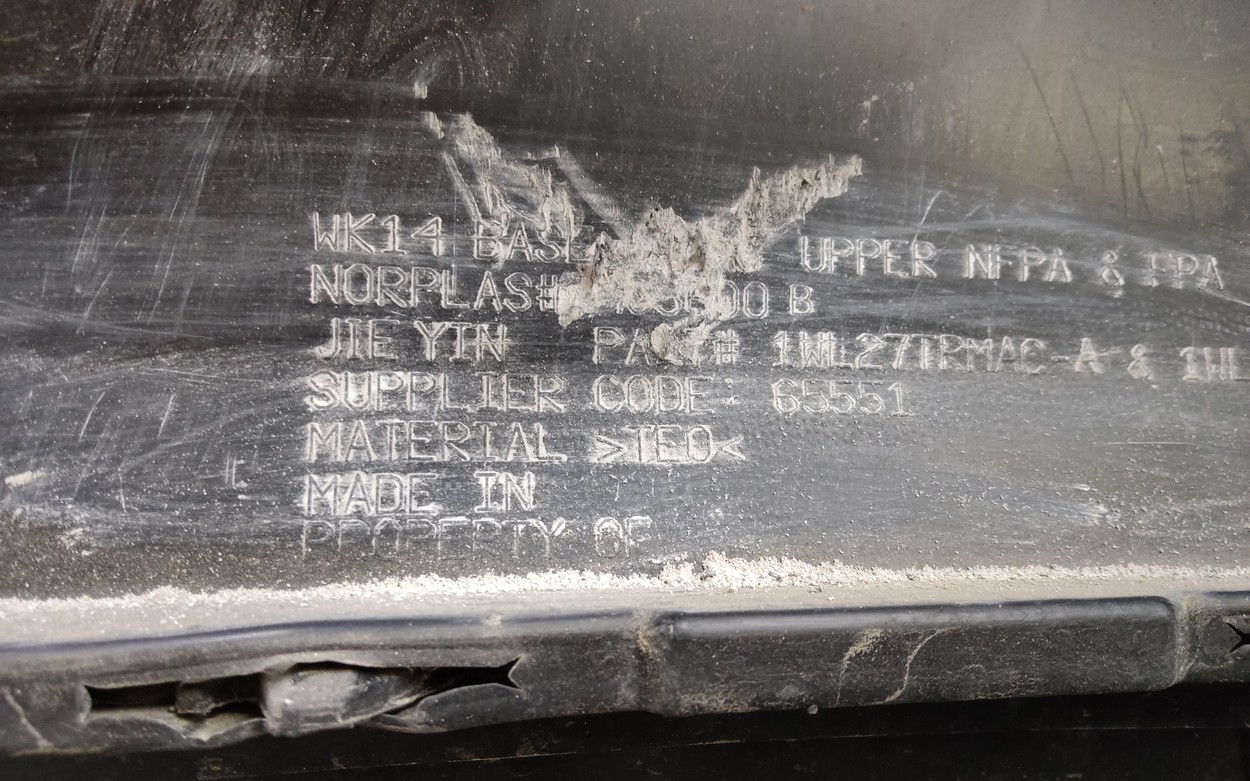 WK14 BASE UPPER NFPA & FPA
NORPLAS# 00 B
JIE YIN PART# 1WL27TRMAC-A & 1WL
SUPPLIER CODE: 65551
MATERIAL >TEO<
MADE IN
PROPERTY OF